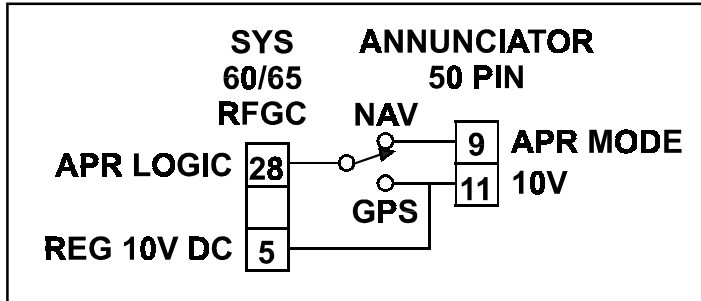 SYS
60/65
RFGC
ANNUNCIATOR
50 PIN
NAV
APR LOGIC 28
9 APR MODE
11 10V
GPS
REG 10V DC 5